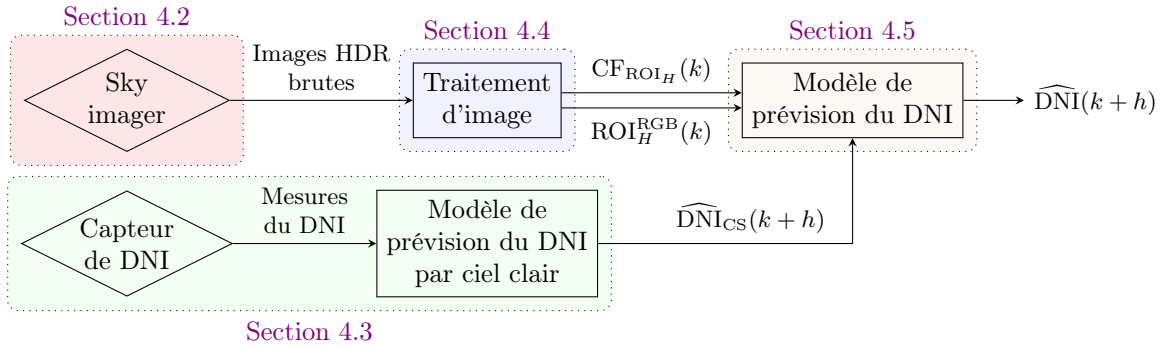 Section 4.2
Sky
imager
Images HDR
brutes
Section 4.4
Traitement
d'image
CF_{ROI_H}(k)
ROI_H^{RGB}(k)
Section 4.5
Modèle de
prévision du DNI
\widehat{DNI}(k + h)
Capteur
de DNI
Mesures
du DNI
Modèle de
prévision du DNI
par ciel clair
\widehat{DNI}_{CS}(k + h)
Section 4.3